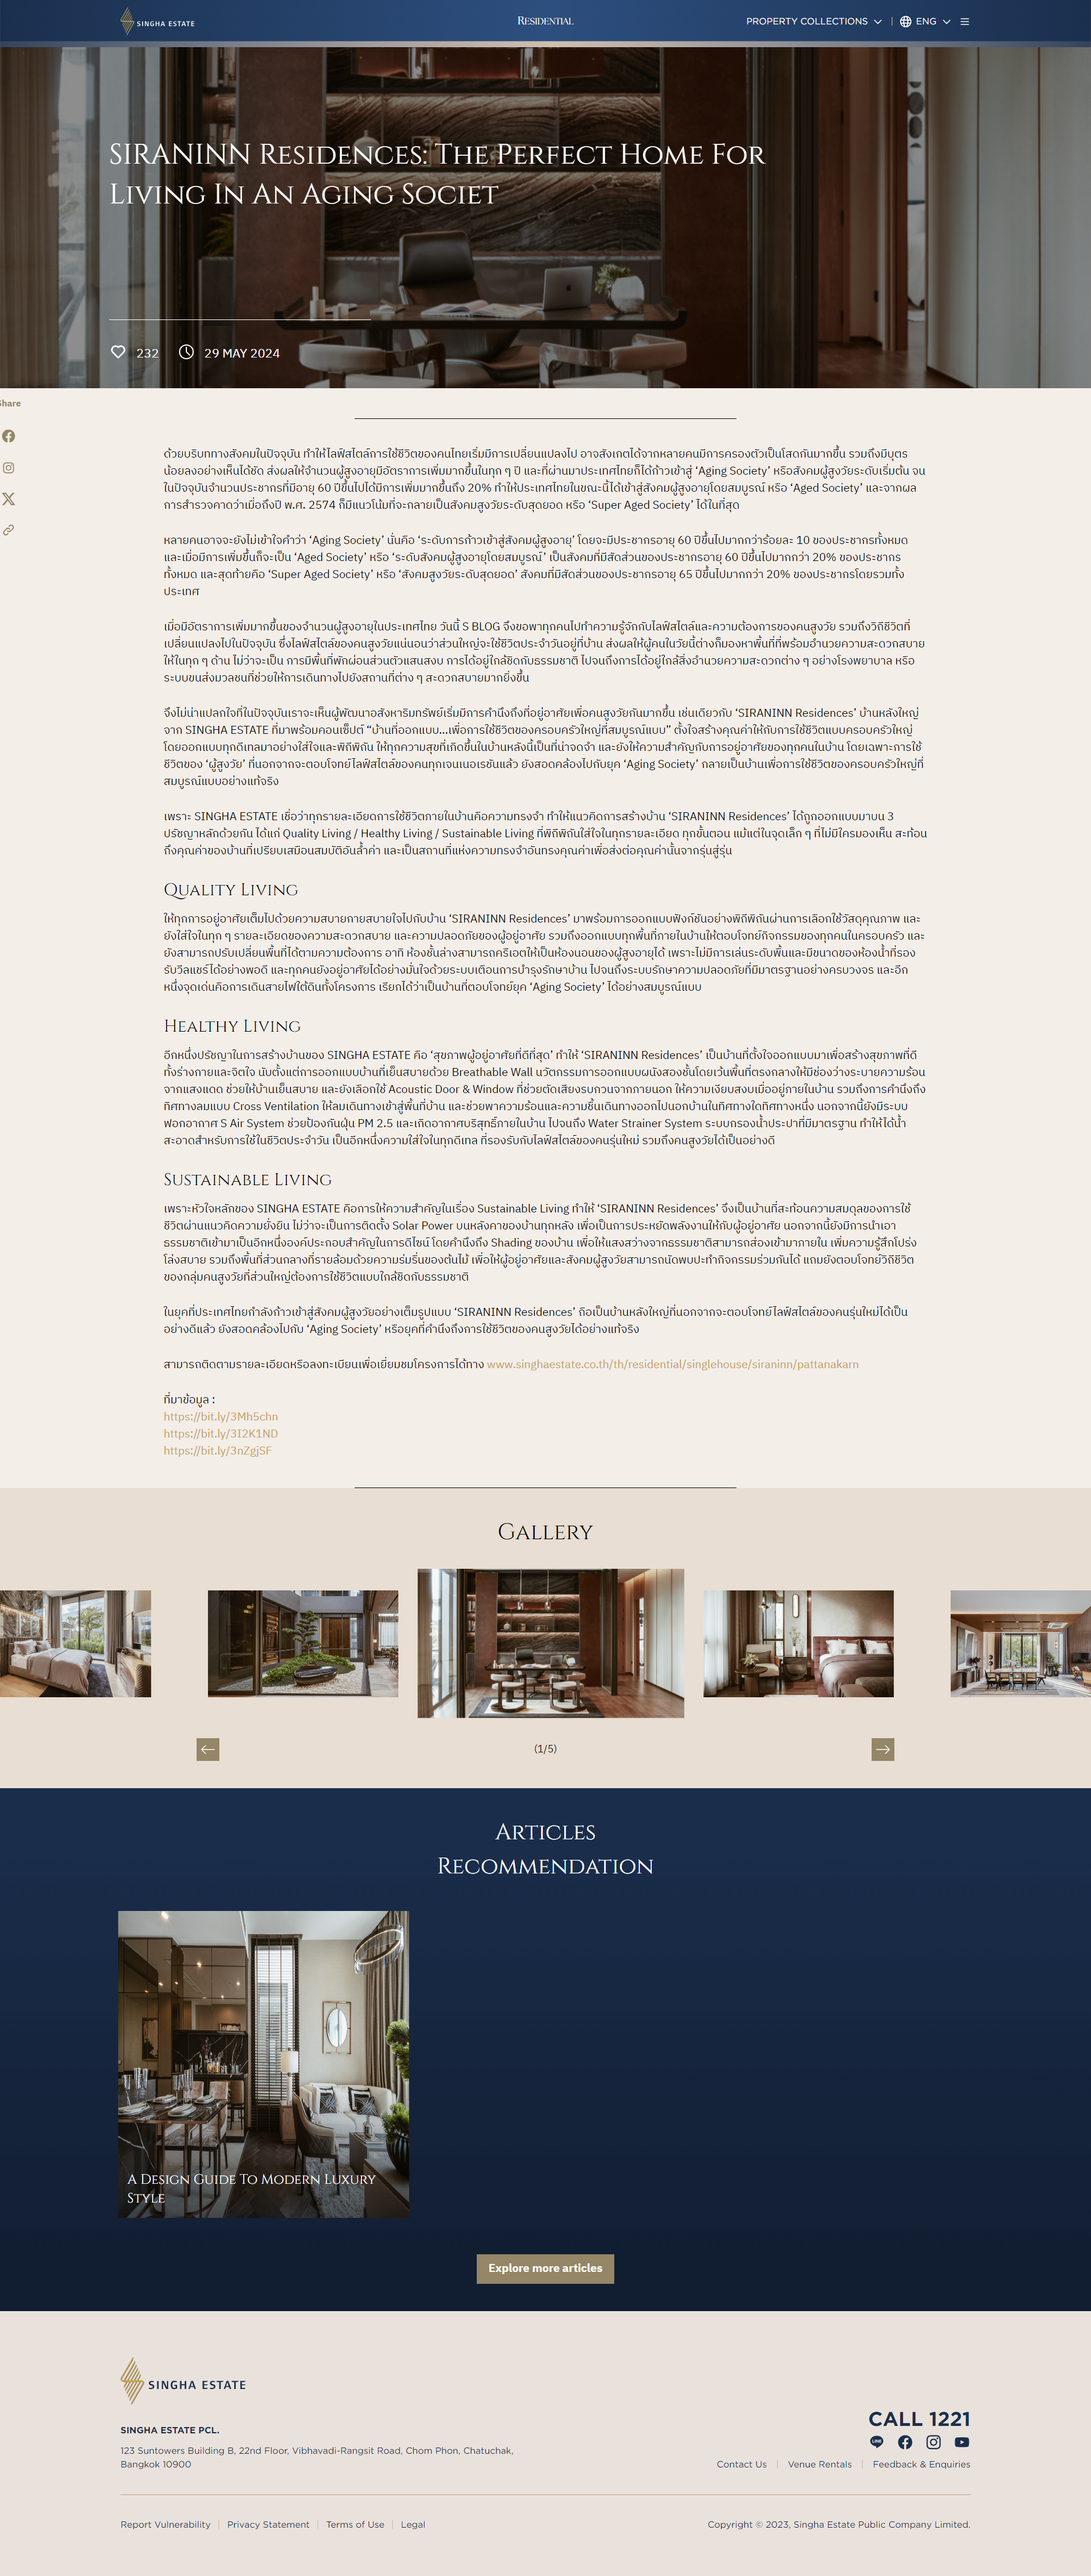 SINGHA ESTATE
RESIDENTIAL
PROPERTY COLLECTIONS
ENG
SIRANINN Residences: The Perfect Home For
Living In An Aging Societ
232
29 MAY 2024
Share
ด้วยบริบททางสังคมในปัจจุบัน ทำให้ไลฟ์สไตล์การใช้ชีวิตของคนไทยเริ่มมีการเปลี่ยนแปลงไป อาจสังเกตได้จากหลายคนมีการครองตัวเป็นโสดกันมากขึ้น รวมถึงมีบุตร
น้อยลงอย่างเห็นได้ชัด ส่งผลให้จำนวนผู้สูงอายุมีอัตราการเพิ่มมากขึ้นในทุก ๆ ปี และที่ผ่านมาประเทศไทยก็ได้ก้าวเข้าสู่ ‘Aging Society’ หรือสังคมผู้สูงวัยระดับเริ่มต้น จน
ในปัจจุบันจำนวนประชากรที่มีอายุ 60 ปีขึ้นไปได้มีการเพิ่มมากขึ้นถึง 20% ทำให้ประเทศไทยในขณะนี้ได้เข้าสู่สังคมผู้สูงอายุโดยสมบูรณ์ หรือ ‘Aged Society’ และจากผล
การสำรวจคาดว่าเมื่อถึงปี พ.ศ. 2574 ก็มีแนวโน้มที่จะกลายเป็นสังคมสูงวัยระดับสุดยอด หรือ ‘Super Aged Society’ ได้ในที่สุด
หลายคนอาจจะยังไม่เข้าใจคำว่า ‘Aging Society’ นั่นคือ ‘ระดับการก้าวเข้าสู่สังคมผู้สูงอายุ’ โดยจะมีประชากรอายุ 60 ปีขึ้นไปมากกว่าร้อยละ 10 ของประชากรทั้งหมด
และเมื่อมีการเพิ่มขึ้นก็จะเป็น ‘Aged Society’ หรือ ‘ระดับสังคมผู้สูงอายุโดยสมบูรณ์’ เป็นสังคมที่มีสัดส่วนของประชากรอายุ 60 ปีขึ้นไปมากกว่า 20% ของประชากร
ทั้งหมด และสุดท้ายคือ ‘Super Aged Society’ หรือ ‘สังคมสูงวัยระดับสุดยอด’ สังคมที่มีสัดส่วนของประชากรอายุ 65 ปีขึ้นไปมากกว่า 20% ของประชากรโดยรวมทั้ง
ประเทศ
เมื่อมีอัตราการเพิ่มมากขึ้นของจำนวนผู้สูงอายุในประเทศไทย วันนี้ S BLOG จึงขอพาทุกคนไปทำความรู้จักกับไลฟ์สไตล์และความต้องการของคนสูงวัย รวมถึงวิถีชีวิตที่
เปลี่ยนแปลงไปในปัจจุบัน ซึ่งไลฟ์สไตล์ของคนสูงวัยแน่นอนว่าส่วนใหญ่จะใช้ชีวิตประจำวันอยู่ที่บ้าน ส่งผลให้ผู้คนในวัยนี้ต่างก็มองหาพื้นที่ที่พร้อมอำนวยความสะดวกสบาย
ให้ในทุก ๆ ด้าน ไม่ว่าจะเป็น การมีพื้นที่พักผ่อนส่วนตัวแสนสงบ การได้อยู่ใกล้ชิดกับธรรมชาติ ไปจนถึงการได้อยู่ใกล้สิ่งอำนวยความสะดวกต่าง ๆ อย่างโรงพยาบาล หรือ
ระบบขนส่งมวลชนที่ช่วยให้การเดินทางไปยังสถานที่ต่าง ๆ สะดวกสบายมากยิ่งขึ้น
จึงไม่น่าแปลกใจที่ในปัจจุบันเราจะเห็นผู้พัฒนาอสังหาริมทรัพย์เริ่มมีการคำนึงถึงที่อยู่อาศัยเพื่อคนสูงวัยกันมากขึ้น เช่นเดียวกับ ‘SIRANINN Residences’ บ้านหลังใหญ่
จาก SINGHA ESTATE ที่มาพร้อมคอนเซ็ปต์ “บ้านที่ออกแบบ...เพื่อการใช้ชีวิตของครอบครัวใหญ่ที่สมบูรณ์แบบ” ตั้งใจสร้างคุณค่าให้กับการใช้ชีวิตแบบครอบครัวใหญ่
โดยออกแบบทุกดีเทลมาอย่างใส่ใจและพิถีพิถัน ให้ทุกความสุขที่เกิดขึ้นในบ้านหลังนี้เป็นที่น่าจดจำ และยังให้ความสำคัญกับการอยู่อาศัยของทุกคนในบ้าน โดยเฉพาะการใช้
ชีวิตของ ‘ผู้สูงวัย’ ที่นอกจากจะตอบโจทย์ไลฟ์สไตล์ของคนทุกเจนเนอเรชันแล้ว ยังสอดคล้องไปกับยุค ‘Aging Society’ กลายเป็นบ้านเพื่อการใช้ชีวิตของครอบครัวใหญ่ที่
สมบูรณ์แบบอย่างแท้จริง
เพราะ SINGHA ESTATE เชื่อว่าทุกรายละเอียดการใช้ชีวิตภายในบ้านคือความทรงจำ ทำให้แนวคิดการสร้างบ้าน ‘SIRANINN Residences’ ได้ถูกออกแบบมาบน 3
ปรัชญาหลักด้วยกัน ได้แก่ Quality Living / Healthy Living / Sustainable Living ที่พิถีพิถันใส่ใจในทุกรายละเอียด ทุกขั้นตอน แม้แต่ในจุดเล็ก ๆ ที่ไม่มีใครมองเห็น สะท้อน
ถึงคุณค่าของบ้านที่เปรียบเสมือนสมบัติอันล้ำค่า และเป็นสถานที่แห่งความทรงจำอันทรงคุณค่าเพื่อส่งต่อคุณค่านั้นจากรุ่นสู่รุ่น
Quality Living
ให้ทุกการอยู่อาศัยเต็มไปด้วยความสบายกายสบายใจไปกับบ้าน ‘SIRANINN Residences’ มาพร้อมการออกแบบฟังก์ชันอย่างพิถีพิถันผ่านการเลือกใช้วัสดุคุณภาพ และ
ยังใส่ใจในทุก ๆ รายละเอียดของความสะดวกสบาย และความปลอดภัยของผู้อยู่อาศัย รวมถึงออกแบบทุกพื้นที่ภายในบ้านให้ตอบโจทย์กิจกรรมของทุกคนในครอบครัว และ
ยังสามารถปรับเปลี่ยนพื้นที่ได้ตามความต้องการ อาทิ ห้องชั้นล่างสามารถครีเอตให้เป็นห้องนอนของผู้สูงอายุได้ เพราะไม่มีการเล่นระดับพื้นและมีขนาดของห้องน้ำที่รอง
รับวีลแชร์ได้อย่างพอดี และทุกคนยังอยู่อาศัยได้อย่างมั่นใจด้วยระบบเตือนการบำรุงรักษาบ้าน ไปจนถึงระบบรักษาความปลอดภัยที่มีมาตรฐานอย่างครบวงจร และอีก
หนึ่งจุดเด่นคือการเดินสายไฟใต้ดินทั้งโครงการ เรียกได้ว่าเป็นบ้านที่ตอบโจทย์ยุค ‘Aging Society’ ได้อย่างสมบูรณ์แบบ
Healthy Living
อีกหนึ่งปรัชญาในการสร้างบ้านของ SINGHA ESTATE คือ ‘สุขภาพผู้อยู่อาศัยที่ดีที่สุด’ ทำให้ ‘SIRANINN Residences’ เป็นบ้านที่ตั้งใจออกแบบมาเพื่อสร้างสุขภาพที่ดี
ทั้งร่างกายและจิตใจ นับตั้งแต่การออกแบบบ้านที่เย็นสบายด้วย Breathable Wall นวัตกรรมการออกแบบผนังสองชั้นโดยเว้นพื้นที่ตรงกลางให้มีช่องว่างระบายความร้อน
จากแสงแดด ช่วยให้บ้านเย็นสบาย และยังเลือกใช้ Acoustic Door & Window ที่ช่วยตัดเสียงรบกวนจากภายนอก ให้ความเงียบสงบเมื่ออยู่ภายในบ้าน รวมถึงการคำนึงถึง
ทิศทางลมแบบ Cross Ventilation ให้ลมเดินทางเข้าสู่พื้นที่บ้าน และช่วยพาความร้อนและความชื้นเดินทางออกไปนอกบ้านในทิศทางใดทิศทางหนึ่ง นอกจากนี้ยังมีระบบ
ฟอกอากาศ S Air System ช่วยป้องกันฝุ่น PM 2.5 และเกิดอากาศบริสุทธิ์ภายในบ้าน ไปจนถึง Water Strainer System ระบบกรองน้ำประปาที่มีมาตรฐาน ทำให้ได้น้ำ
สะอาดสำหรับการใช้ในชีวิตประจำวัน เป็นอีกหนึ่งความใส่ใจในทุกดีเทล ที่รองรับกับไลฟ์สไตล์ของคนรุ่นใหม่ รวมถึงคนสูงวัยได้เป็นอย่างดี
Sustainable Living
เพราะหัวใจหลักของ SINGHA ESTATE คือการให้ความสำคัญในเรื่อง Sustainable Living ทำให้ ‘SIRANINN Residences’ จึงเป็นบ้านที่สะท้อนความสมดุลของการใช้
ชีวิตผ่านแนวคิดความยั่งยืน ไม่ว่าจะเป็นการติดตั้ง Solar Power บนหลังคาของบ้านทุกหลัง เพื่อเป็นการประหยัดพลังงานให้กับผู้อยู่อาศัย นอกจากนี้ยังมีการนำเอา
ธรรมชาติเข้ามาเป็นอีกหนึ่งองค์ประกอบสำคัญในการดีไซน์ โดยคำนึงถึง Shading ของบ้าน เพื่อให้แสงสว่างจากธรรมชาติสามารถส่องเข้ามาภายใน เพิ่มความรู้สึกโปร่ง
โล่งสบาย รวมถึงพื้นที่ส่วนกลางที่รายล้อมด้วยความร่มรื่นของต้นไม้ เพื่อให้ผู้อยู่อาศัยและสังคมผู้สูงวัยสามารถนัดพบปะทำกิจกรรมร่วมกันได้ แถมยังตอบโจทย์วิถีชีวิต
ของกลุ่มคนสูงวัยที่ส่วนใหญ่ต้องการใช้ชีวิตแบบใกล้ชิดกับธรรมชาติ
ในยุคที่ประเทศไทยกำลังก้าวเข้าสู่สังคมผู้สูงวัยอย่างเต็มรูปแบบ ‘SIRANINN Residences’ ถือเป็นบ้านหลังใหญ่ที่นอกจากจะตอบโจทย์ไลฟ์สไตล์ของคนรุ่นใหม่ได้เป็น
อย่างดีแล้ว ยังสอดคล้องไปกับ ‘Aging Society’ หรือยุคที่คำนึงถึงการใช้ชีวิตของคนสูงวัยได้อย่างแท้จริง
สามารถติดตามรายละเอียดหรือลงทะเบียนเพื่อเยี่ยมชมโครงการได้ทาง www.singhaestate.co.th/th/residential/singlehouse/siraninn/pattanakarn
ที่มาข้อมูล :
https://bit.ly/3Mh5chn
https://bit.ly/3I2K1ND
https://bit.ly/3nZgjSF
Gallery
(1/5)
Articles
Recommendation
A Design Guide To Modern Luxury
Style
Explore more articles
SINGHA ESTATE
SINGHA ESTATE PCL.
123 Suntowers Building B, 22nd Floor, Vibhavadi-Rangsit Road, Chom Phon, Chatuchak,
Bangkok 10900
CALL 1221
Contact Us | Venue Rentals | Feedback & Enquiries
Report Vulnerability | Privacy Statement | Terms of Use | Legal
Copyright © 2023, Singha Estate Public Company Limited.